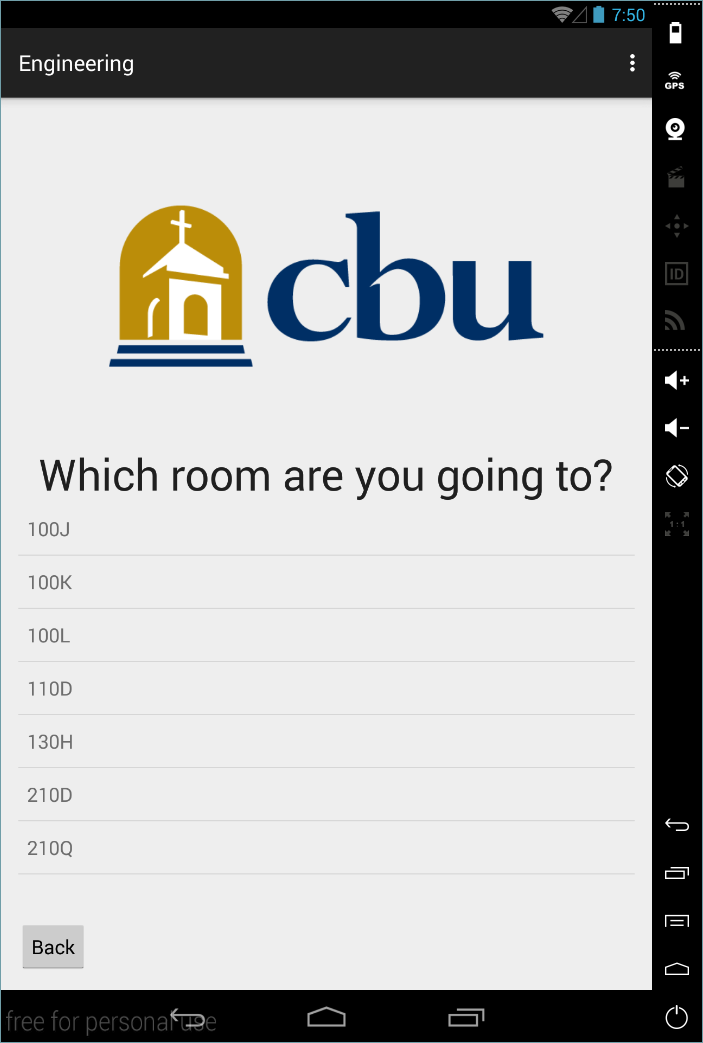 7:50
Engineering
GPS
cbu
ID
Which room are you going to?
1:1
100J
100K
100L
110D
130H
210D
210Q
Back
free for personal use